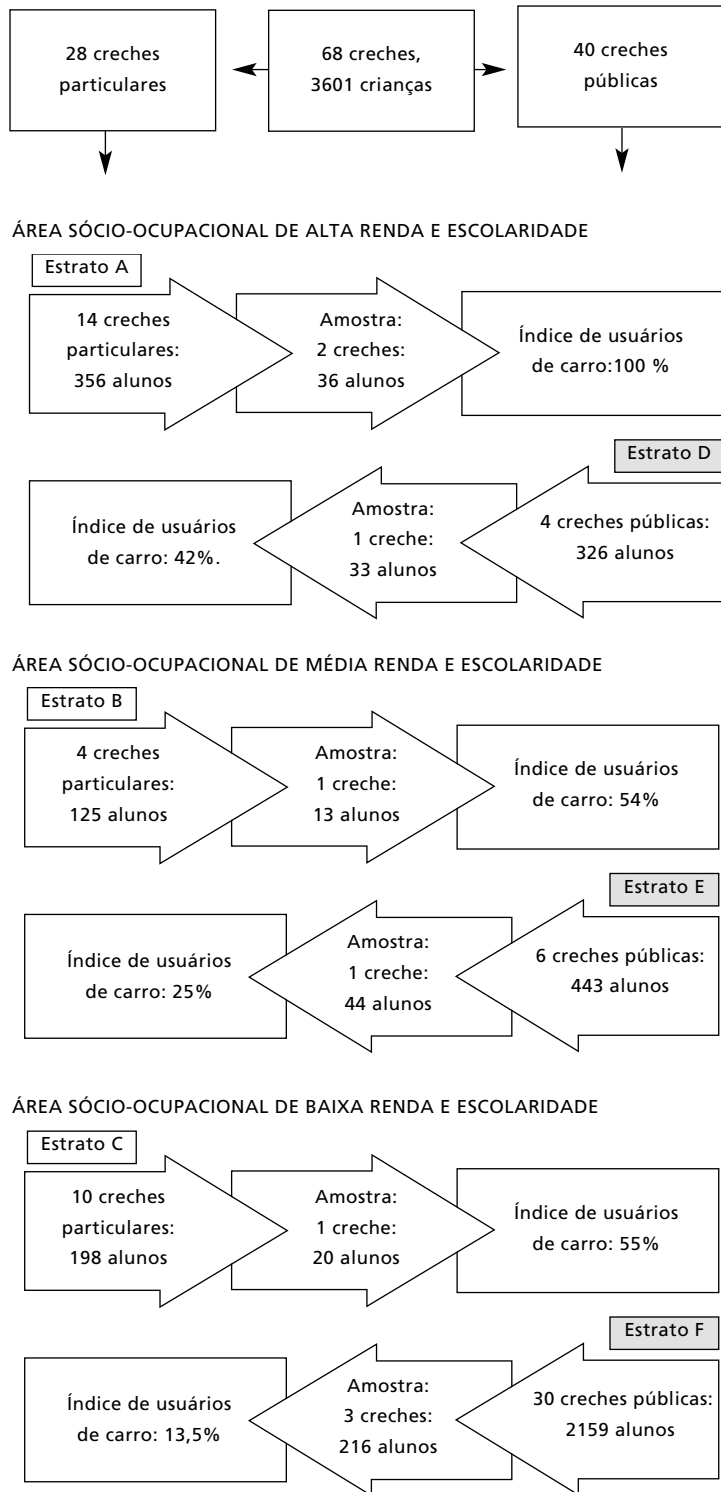 28 creches
particulares
68 creches,
3601 crianças
40 creches
públicas
ÁREA SÓCIO-OCUPACIONAL DE ALTA RENDA E ESCOLARIDADE
Estrato A
14 creches
particulares:
356 alunos
Amostra:
2 creches:
36 alunos
Índice de usuários
de carro:100 %
Estrato D
4 creches públicas:
326 alunos
Amostra:
1 creche:
33 alunos
Índice de usuários
de carro: 42%.
ÁREA SÓCIO-OCUPACIONAL DE MÉDIA RENDA E ESCOLARIDADE
Estrato B
4 creches
particulares:
125 alunos
Amostra:
1 creche:
13 alunos
Índice de usuários
de carro: 54%
Estrato E
6 creches públicas:
443 alunos
Amostra:
1 creche:
44 alunos
Índice de usuários
de carro: 25%
ÁREA SÓCIO-OCUPACIONAL DE BAIXA RENDA E ESCOLARIDADE
Estrato C
10 creches
particulares:
198 alunos
Amostra:
1 creche:
20 alunos
Índice de usuários
de carro: 55%
Estrato F
30 creches públicas:
2159 alunos
Amostra:
3 creches:
216 alunos
Índice de usuários
de carro: 13,5%